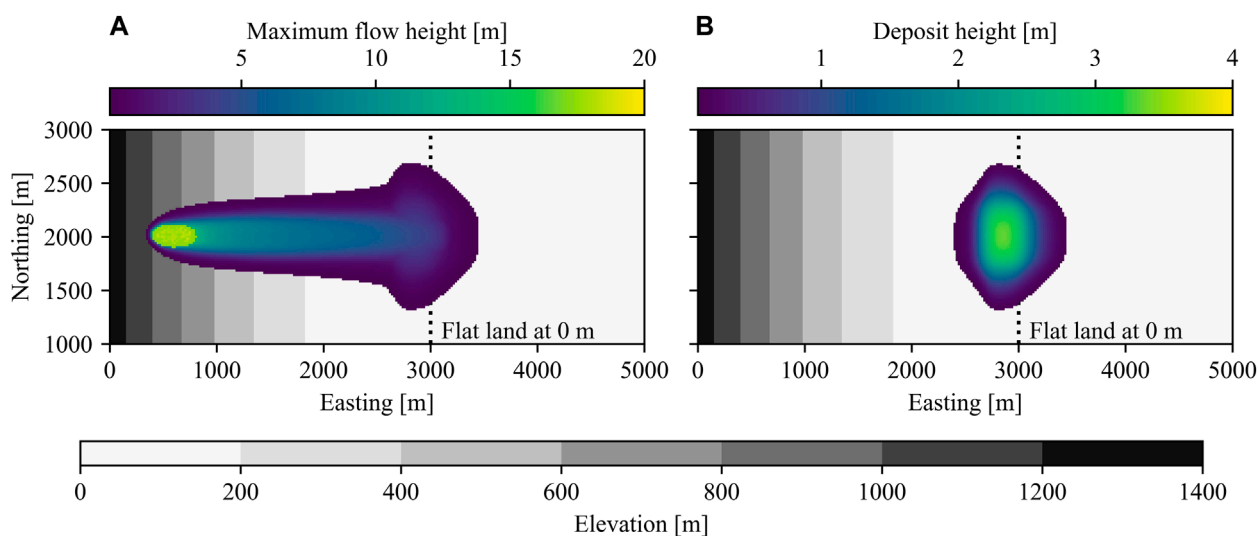 A
Maximum flow height [m]
5 10 15 20
B
Deposit height [m]
1 2 3 4
Northing [m]
3000
2500
2000
1500
1000
Flat land at 0 m
0 1000 2000 3000 4000 5000
Easting [m]
Flat land at 0 m
0 1000 2000 3000 4000 5000
Easting [m]
0 200 400 600 800 1000 1200 1400
Elevation [m]